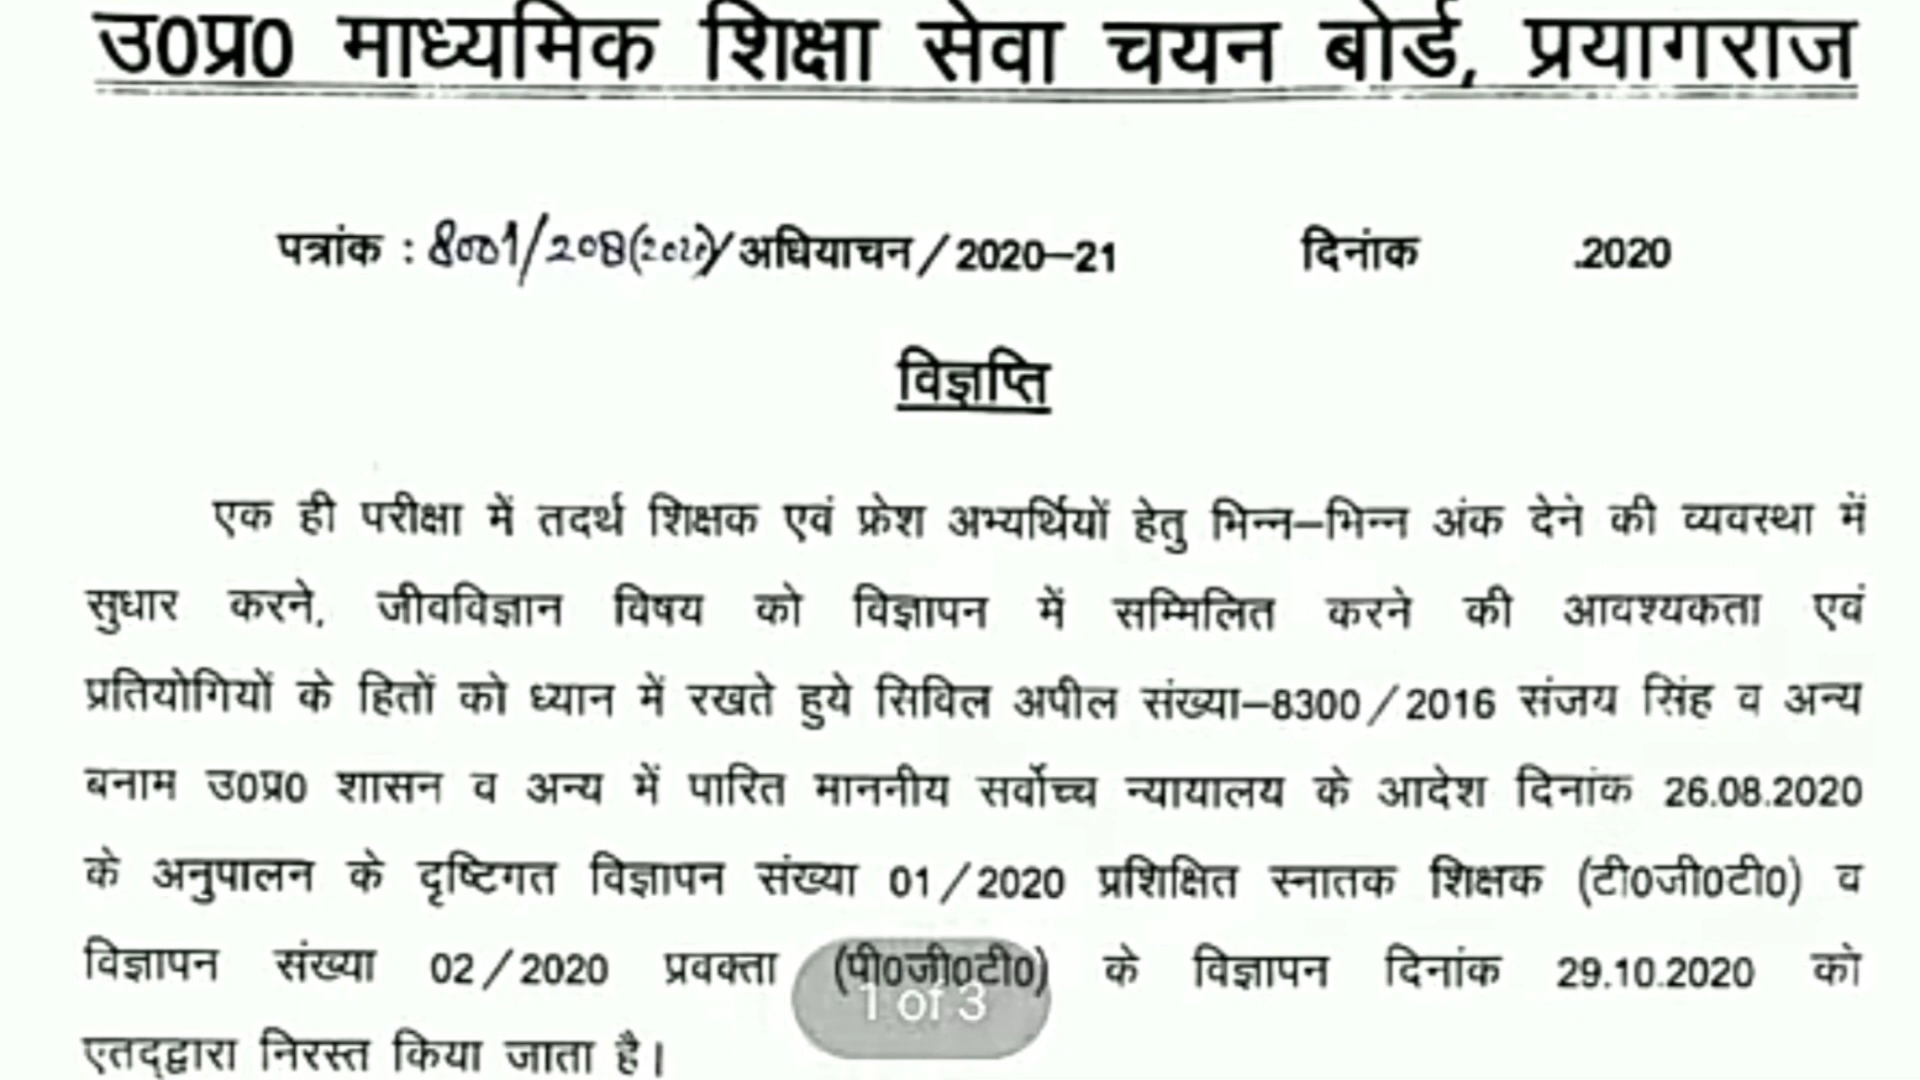 उ0प्र0 माध्यमिक शिक्षा सेवा चयन बोर्ड, प्रयागराज
पत्रांक : 8001/208(2020)/अधियाचन/2020-21 दिनांक .2020
विज्ञप्ति
एक ही परीक्षा में तदर्थ शिक्षक एवं फ्रेश अभ्यर्थियों हेतु भिन्न-भिन्न अंक देने की व्यवस्था में
सुधार करने, जीवविज्ञान विषय को विज्ञापन में सम्मिलित करने की आवश्यकता एवं
प्रतियोगियों के हितों को ध्यान में रखते हुये सिविल अपील संख्या-8300/2016 संजय सिंह व अन्य
बनाम उ0प्र0 शासन व अन्य में पारित माननीय सर्वोच्च न्यायालय के आदेश दिनांक 26.08.2020
के अनुपालन के दृष्टिगत विज्ञापन संख्या 01/2020 प्रशिक्षित स्नातक शिक्षक (टी0जी0टी0) व
विज्ञापन संख्या 02/2020 प्रवक्ता (पी0जी0टी0) के विज्ञापन दिनांक 29.10.2020 को
1 of 3
एतद्द्वारा निरस्त किया जाता है।